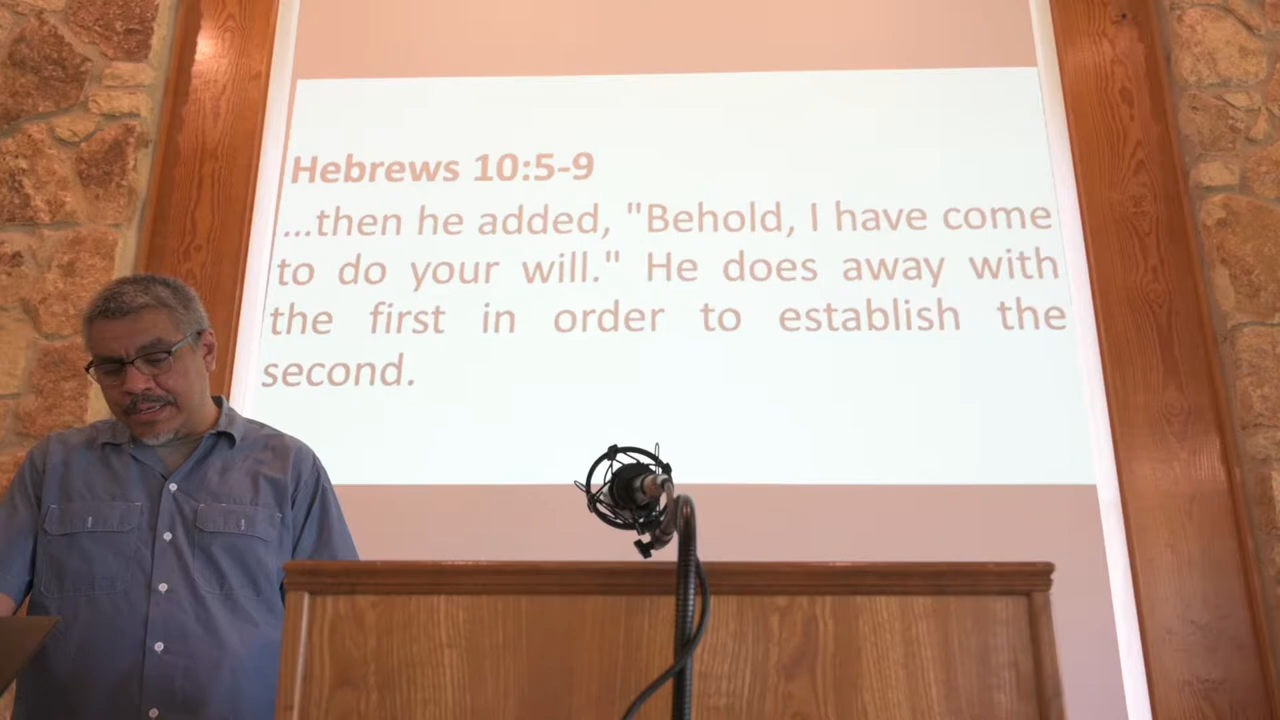 Hebrews 10:5-9
...then he added, "Behold, I have come
to do your will." He does away with
the first in order to establish the
second.